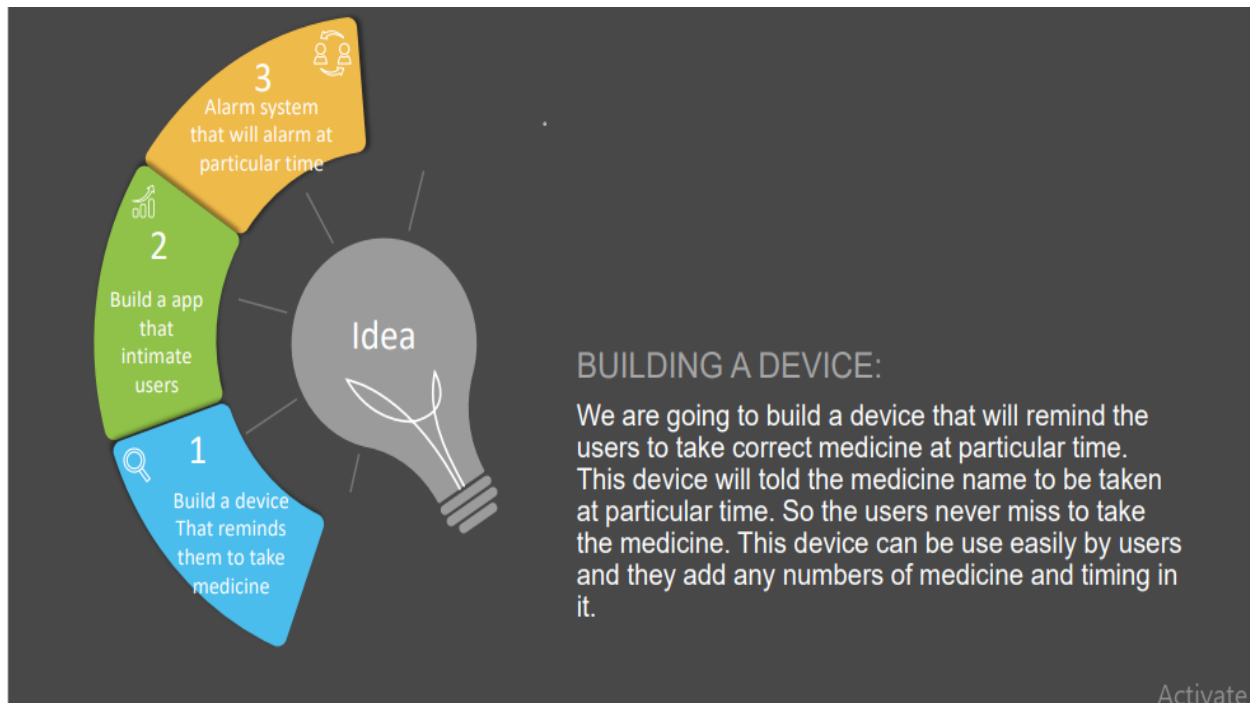 3
Alarm system
that will alarm at
particular time
2
Build a app
that
intimate
users
1
Build a device
That reminds
them to take
medicine
Idea
BUILDING A DEVICE:
We are going to build a device that will remind the
users to take correct medicine at particular time.
This device will told the medicine name to be taken
at particular time. So the users never miss to take
the medicine. This device can be use easily by users
and they add any numbers of medicine and timing in
it.
Activate